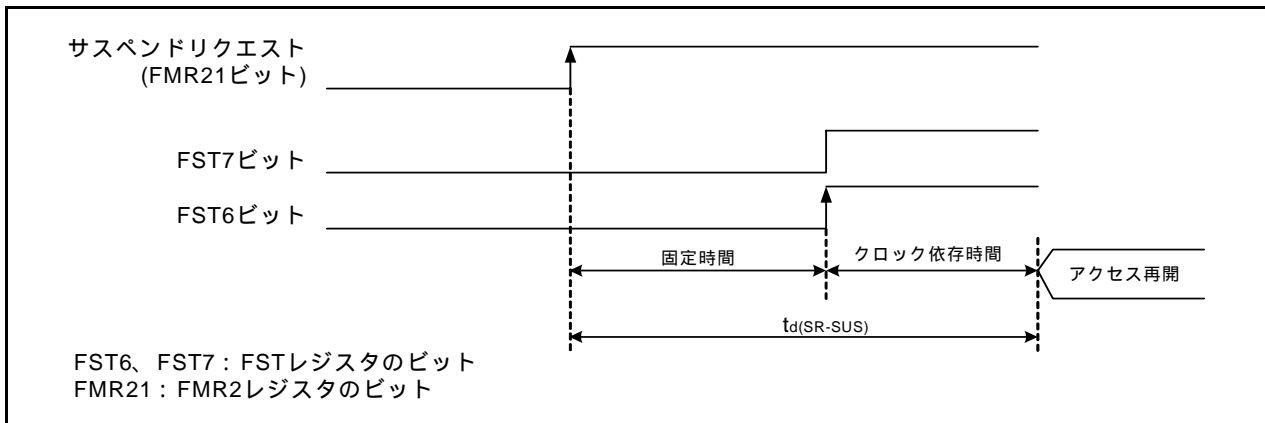 サスペンドリクエスト
(FMR21ビット)
FST7ビット
FST6ビット
固定時間
クロック依存時間
アクセス再開
td(SR-SUS)
FST6、FST7：FSTレジスタのビット
FMR21：FMR2レジスタのビット